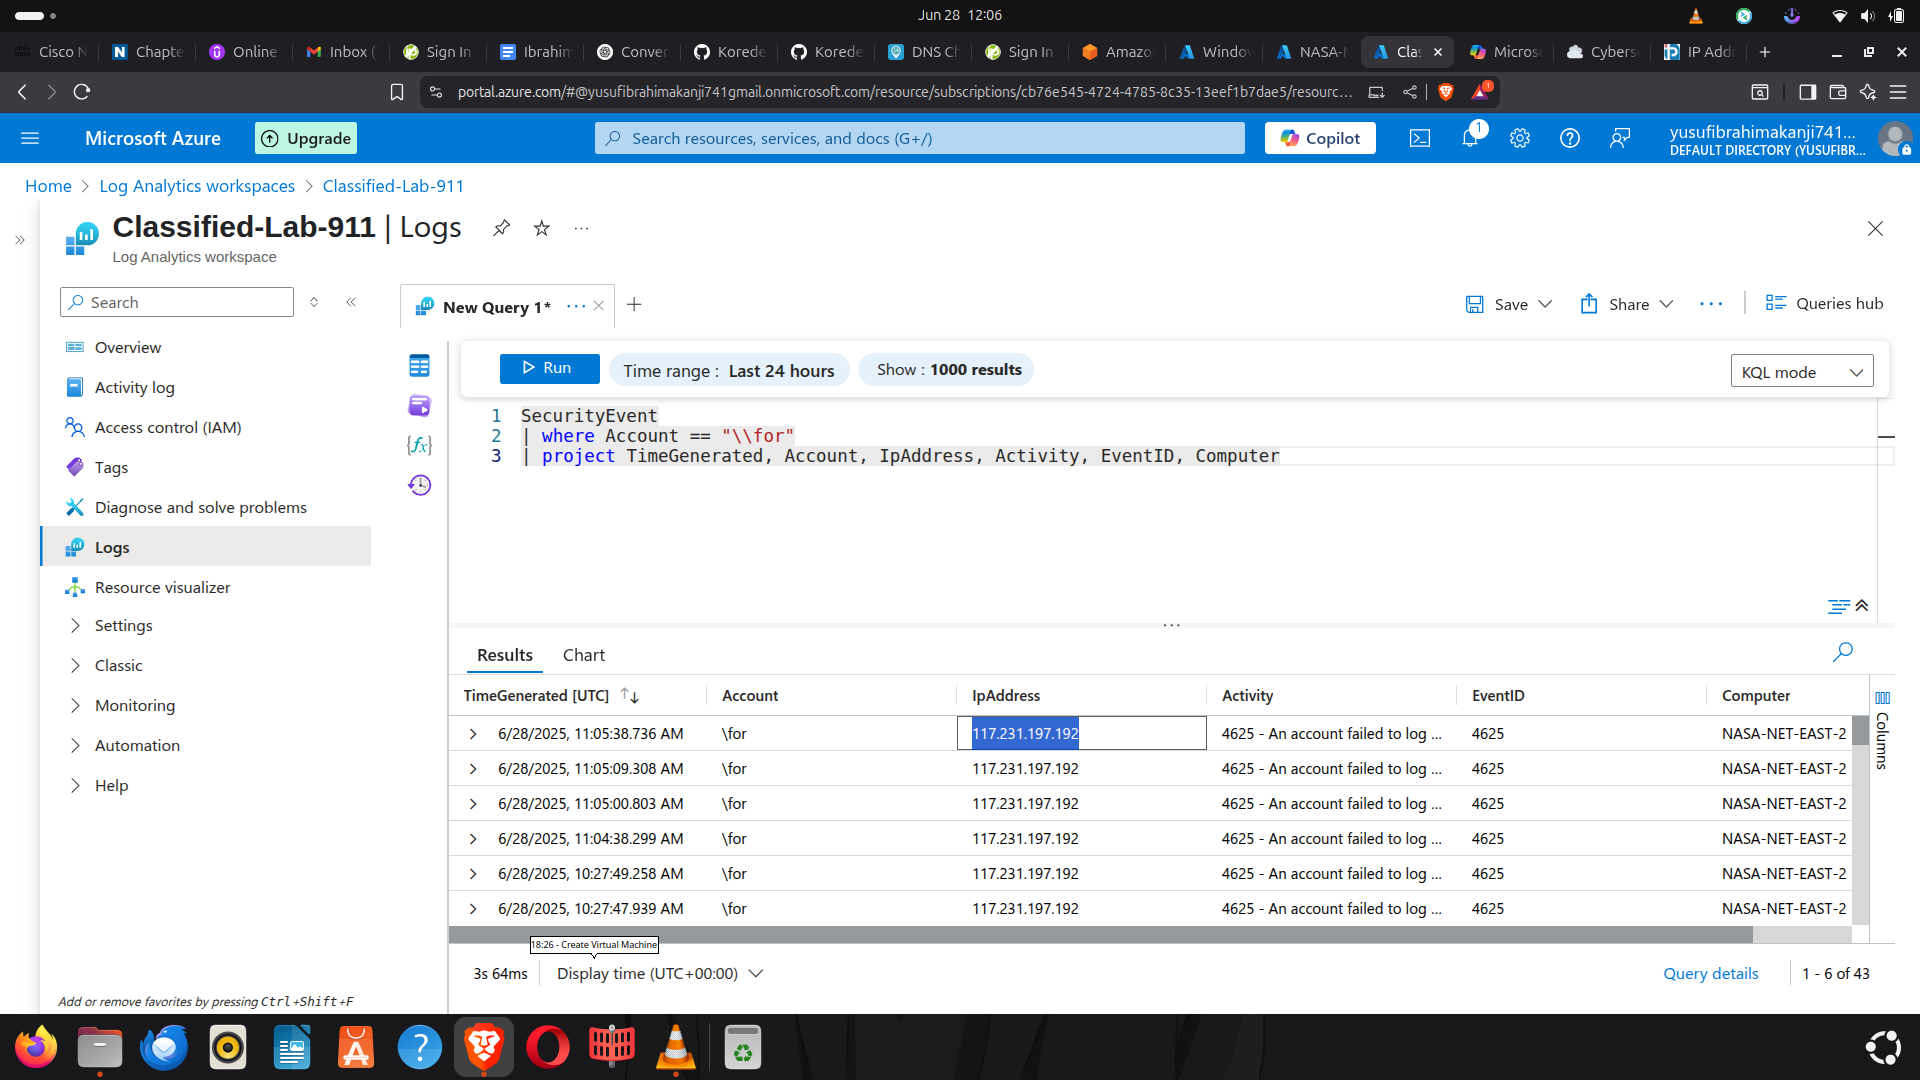 Jun 28 12:06
Cisco N
Chapte
Online
Inbox (
Sign In
Ibrahim
Conver
Korede
Korede
DNS Ch
Sign In
Amazo
Windo
NASA-N
Clas
Micros
Cybers
IP Add
portal.azure.com/#@yusufibrahimakanji741gmail.onmicrosoft.com/resource/subscriptions/cb76e545-4724-4785-8c35-13eef1b7dae5/resourc...
1
Microsoft Azure
Upgrade
Search resources, services, and docs (G+/)
Copilot
1
yusufibrahimakanji741...
DEFAULT DIRECTORY (YUSUFIBR...
Home > Log Analytics workspaces > Classified-Lab-911
Classified-Lab-911 | Logs
Log Analytics workspace
Search
Overview
Activity log
Access control (IAM)
Tags
Diagnose and solve problems
Logs
Resource visualizer
Settings
Classic
Monitoring
Automation
Help
Add or remove favorites by pressing Ctrl+Shift+F
New Query 1*
Save
Share
Queries hub
Run
Time range : Last 24 hours
Show : 1000 results
KQL mode
1 SecurityEvent
2 | where Account == "\\for"
3 | project TimeGenerated, Account, IpAddress, Activity, EventID, Computer
Results
Chart
TimeGenerated [UTC] Account IpAddress Activity EventID Computer
6/28/2025, 11:05:38.736 AM \for 117.231.197.192 4625 - An account failed to log ... 4625 NASA-NET-EAST-2
6/28/2025, 11:05:09.308 AM \for 117.231.197.192 4625 - An account failed to log ... 4625 NASA-NET-EAST-2
6/28/2025, 11:05:00.803 AM \for 117.231.197.192 4625 - An account failed to log ... 4625 NASA-NET-EAST-2
6/28/2025, 11:04:38.299 AM \for 117.231.197.192 4625 - An account failed to log ... 4625 NASA-NET-EAST-2
6/28/2025, 10:27:49.258 AM \for 117.231.197.192 4625 - An account failed to log ... 4625 NASA-NET-EAST-2
6/28/2025, 10:27:47.939 AM \for 117.231.197.192 4625 - An account failed to log ... 4625 NASA-NET-EAST-2
Columns
18:26 - Create Virtual Machine
3s 64ms
Display time (UTC+00:00)
Query details
1 - 6 of 43